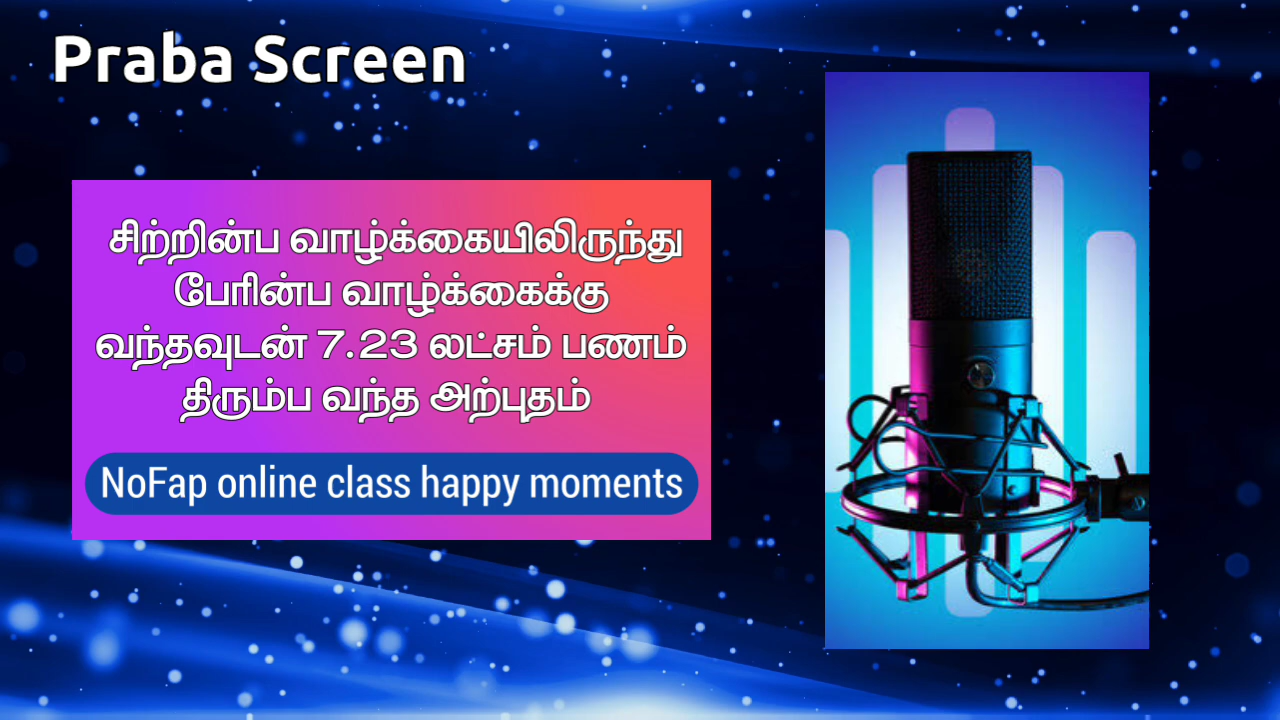 Praba Screen
சிற்றின்ப வாழ்க்கையிலிருந்து
பேரின்ப வாழ்க்கைக்கு
வந்தவுடன் 7.23 லட்சம் பணம்
திரும்ப வந்த அற்புதம்
NoFap online class happy moments